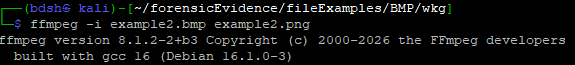 (bdsh㉿kali)-[~/forensicEvidence/fileExamples/BMP/wkg]
$ ffmpeg -i example2.bmp example2.png
ffmpeg version 8.1.2-2+b3 Copyright (c) 2000-2026 the FFmpeg developers
built with gcc 16 (Debian 16.1.0-3)